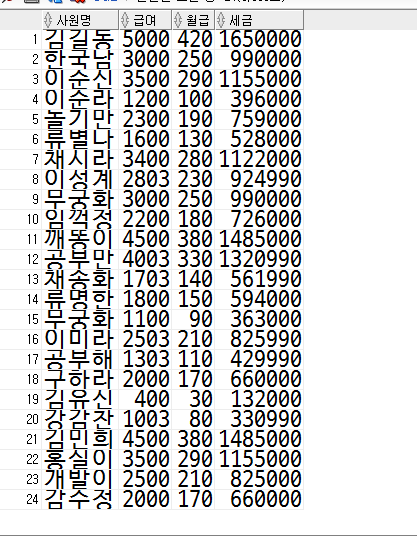 사원명 급여 월급 세금
1 김길동 5000 420 1650000
2 한국남 3000 250 990000
3 이순신 3500 290 1155000
4 이순라 1200 100 396000
5 놀기만 2300 190 759000
6 류별나 1600 130 528000
7 채시라 3400 280 1122000
8 이성계 2803 230 924990
9 무궁화 3000 250 990000
10 임꺽정 2200 180 726000
11 깨똥이 4500 380 1485000
12 공부만 4003 330 1320990
13 채송화 1703 140 561990
14 류명한 1800 150 594000
15 무궁화 1100 90 363000
16 이미라 2503 210 825990
17 공부해 1303 110 429990
18 구하라 2000 170 660000
19 김유신 400 30 132000
20 강감찬 1003 80 330990
21 김민희 4500 380 1485000
22 홍실이 3500 290 1155000
23 개발이 2500 210 825000
24 감수정 2000 170 660000